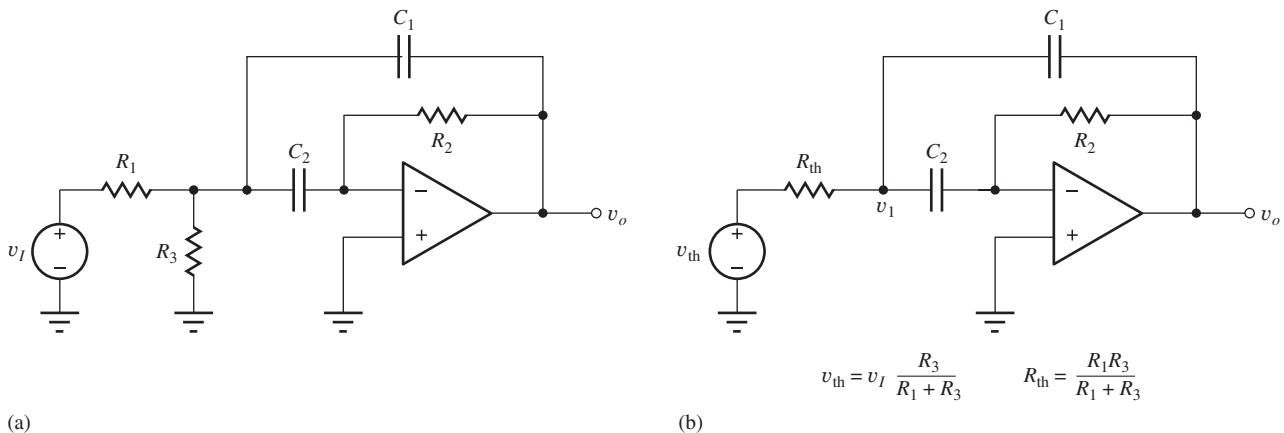 C1
R2
R1
C2
−
+
vo
+
−
vI
R3
(a)
C1
R2
Rth
C2
v1
−
+
vo
+
−
vth
vth = vI R3 / R1 + R3
Rth = R1R3 / R1 + R3
(b)